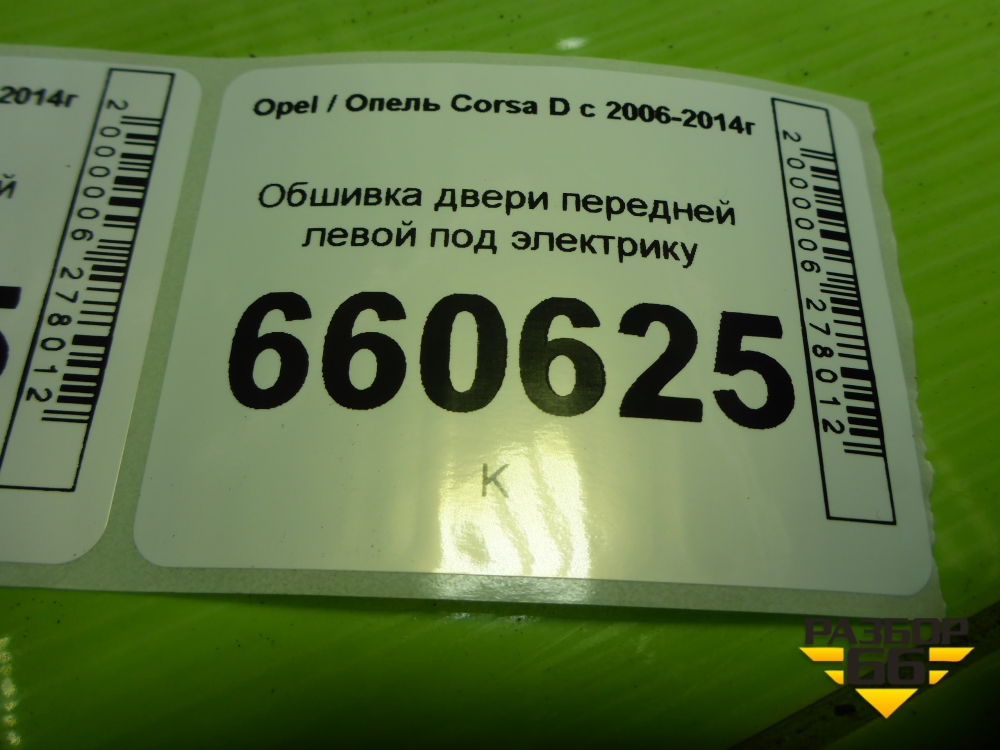 2014г
й
2000006278012
Opel / Опель Corsa D с 2006-2014г
Обшивка двери передней
левой под электрику
660625
К
2000006278012
РАЗБОР
66